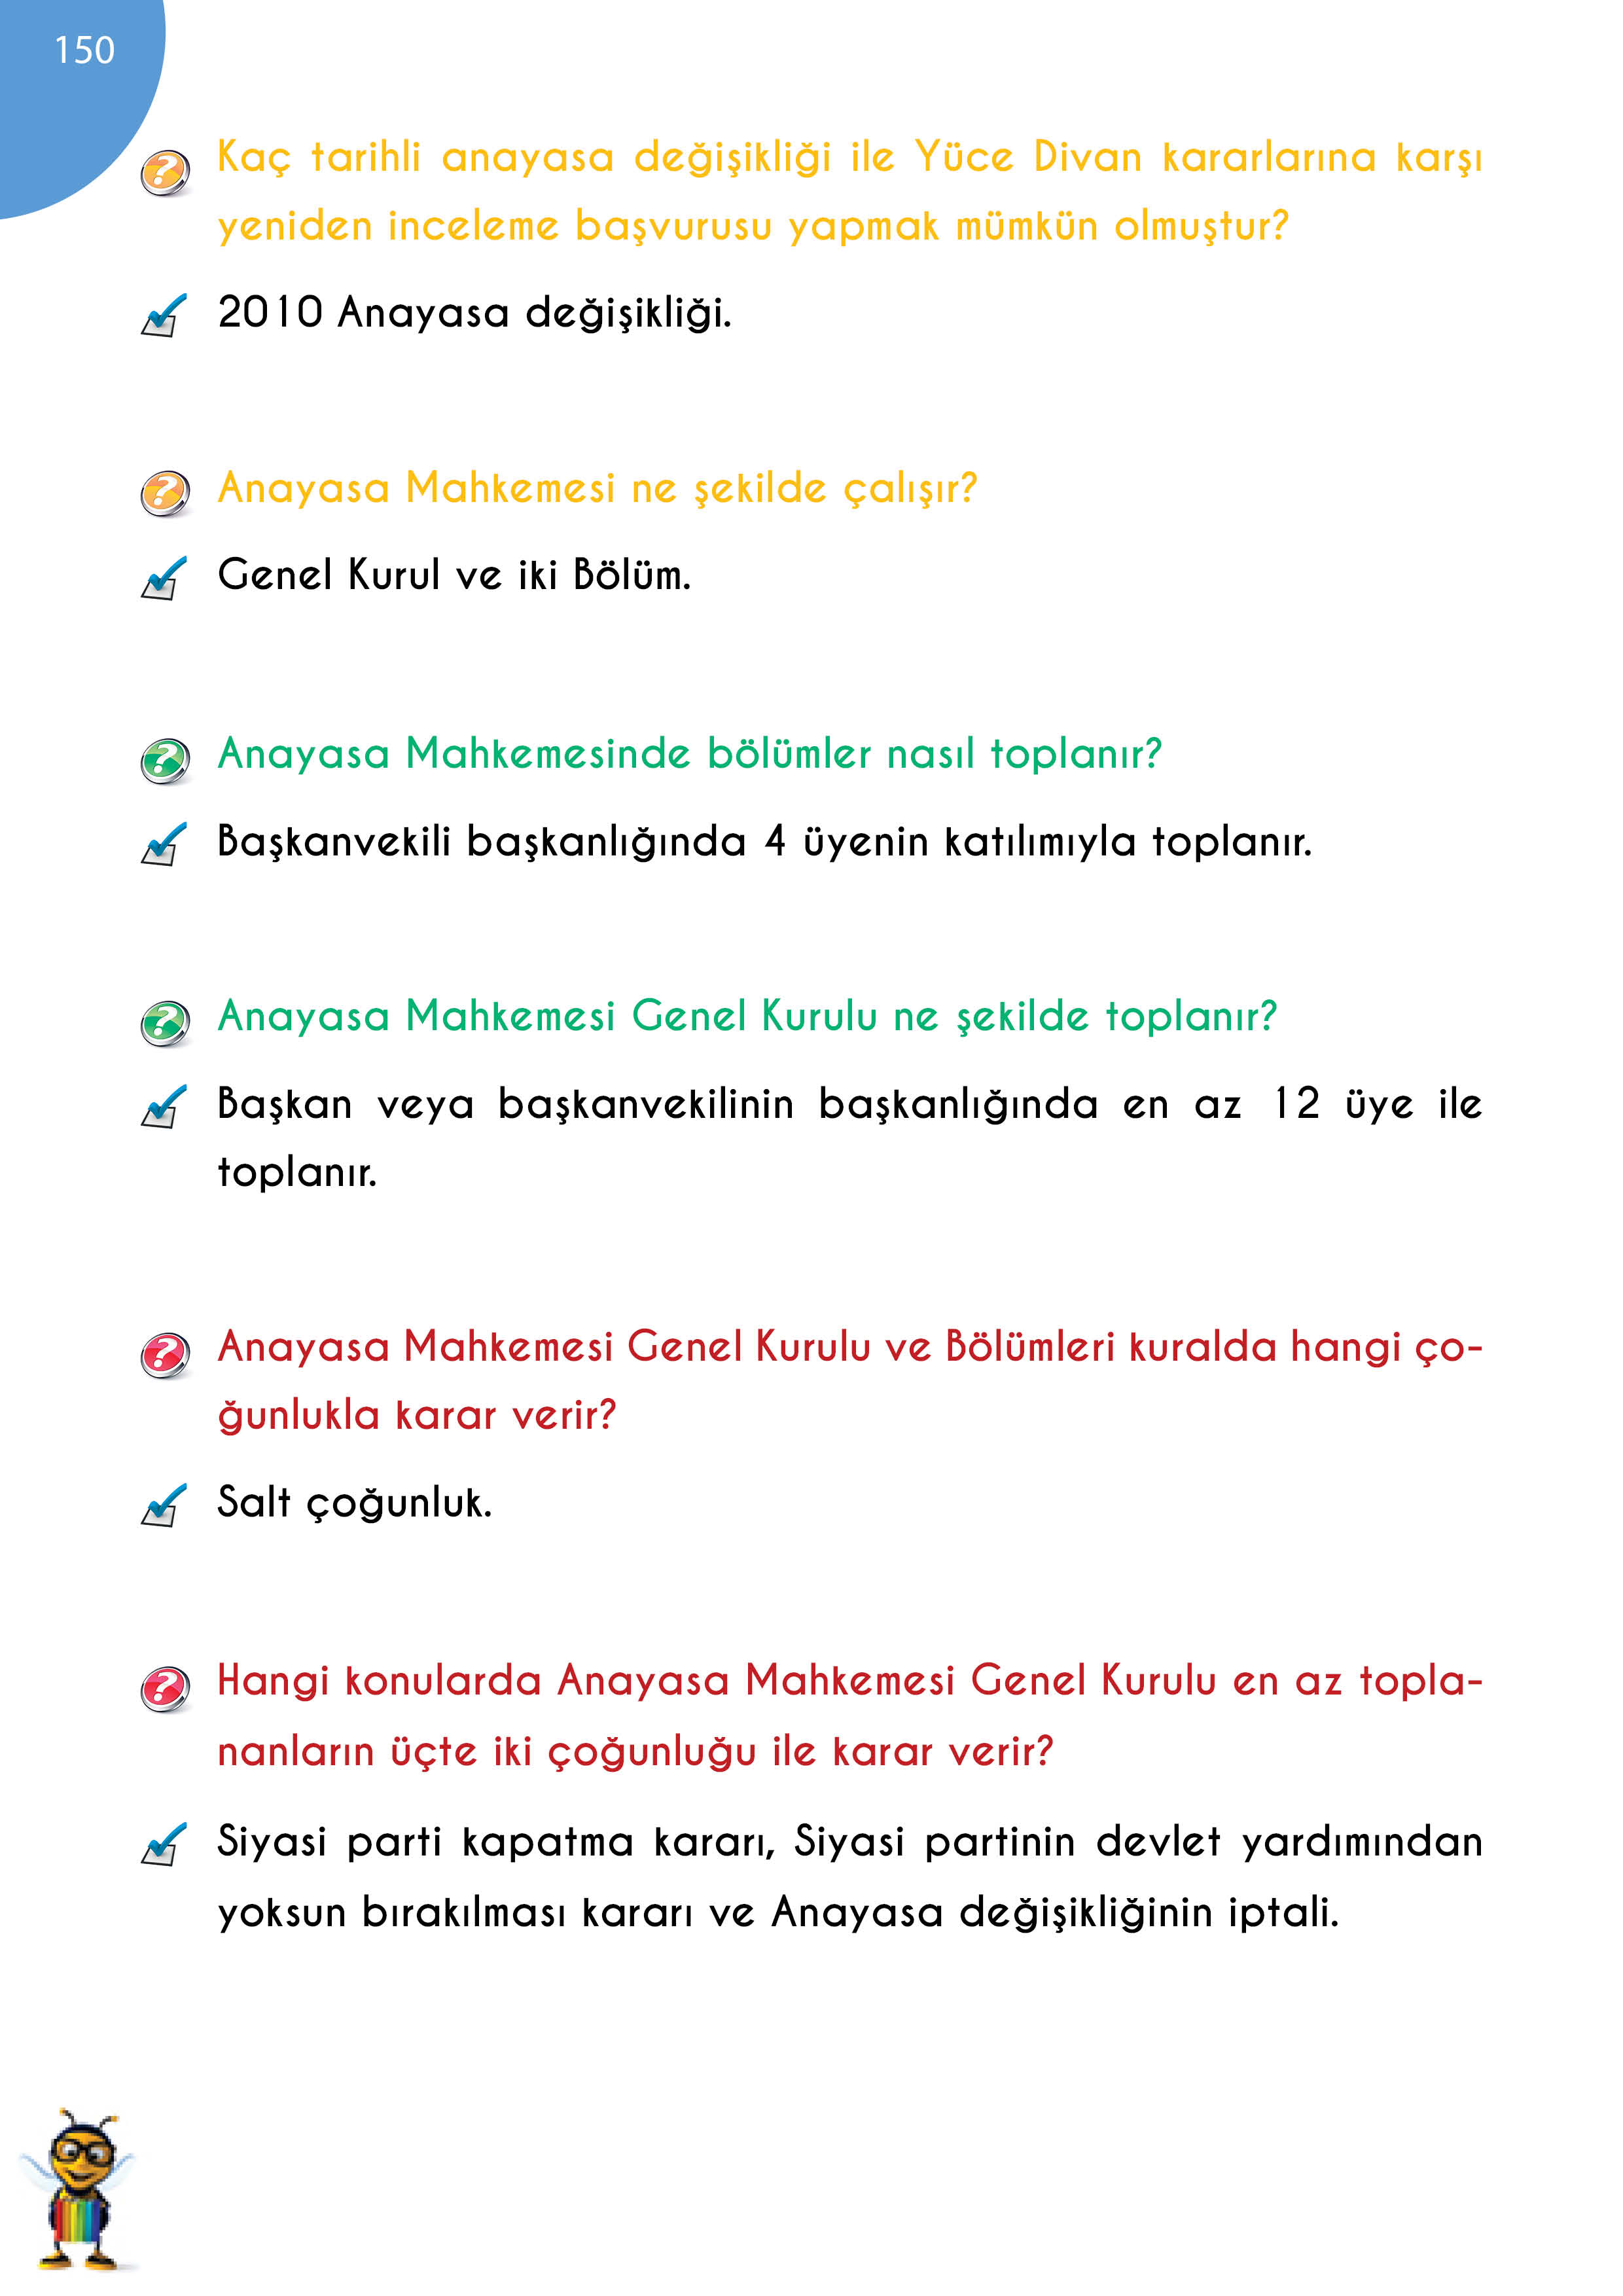 150
Kaç tarihli anayasa değişikliği ile Yüce Divan kararlarına karşı
yeniden inceleme başvurusu yapmak mümkün olmuştur?
2010 Anayasa değişikliği.
Anayasa Mahkemesi ne şekilde çalışır?
Genel Kurul ve iki Bölüm.
Anayasa Mahkemesinde bölümler nasıl toplanır?
Başkanvekili başkanlığında 4 üyenin katılımıyla toplanır.
Anayasa Mahkemesi Genel Kurulu ne şekilde toplanır?
Başkan veya başkanvekilinin başkanlığında en az 12 üye ile
toplanır.
Anayasa Mahkemesi Genel Kurulu ve Bölümleri kuralda hangi ço-
ğunlukla karar verir?
Salt çoğunluk.
Hangi konularda Anayasa Mahkemesi Genel Kurulu en az topla-
nanların üçte iki çoğunluğu ile karar verir?
Siyasi parti kapatma kararı, Siyasi partinin devlet yardımından
yoksun bırakılması kararı ve Anayasa değişikliğinin iptali.